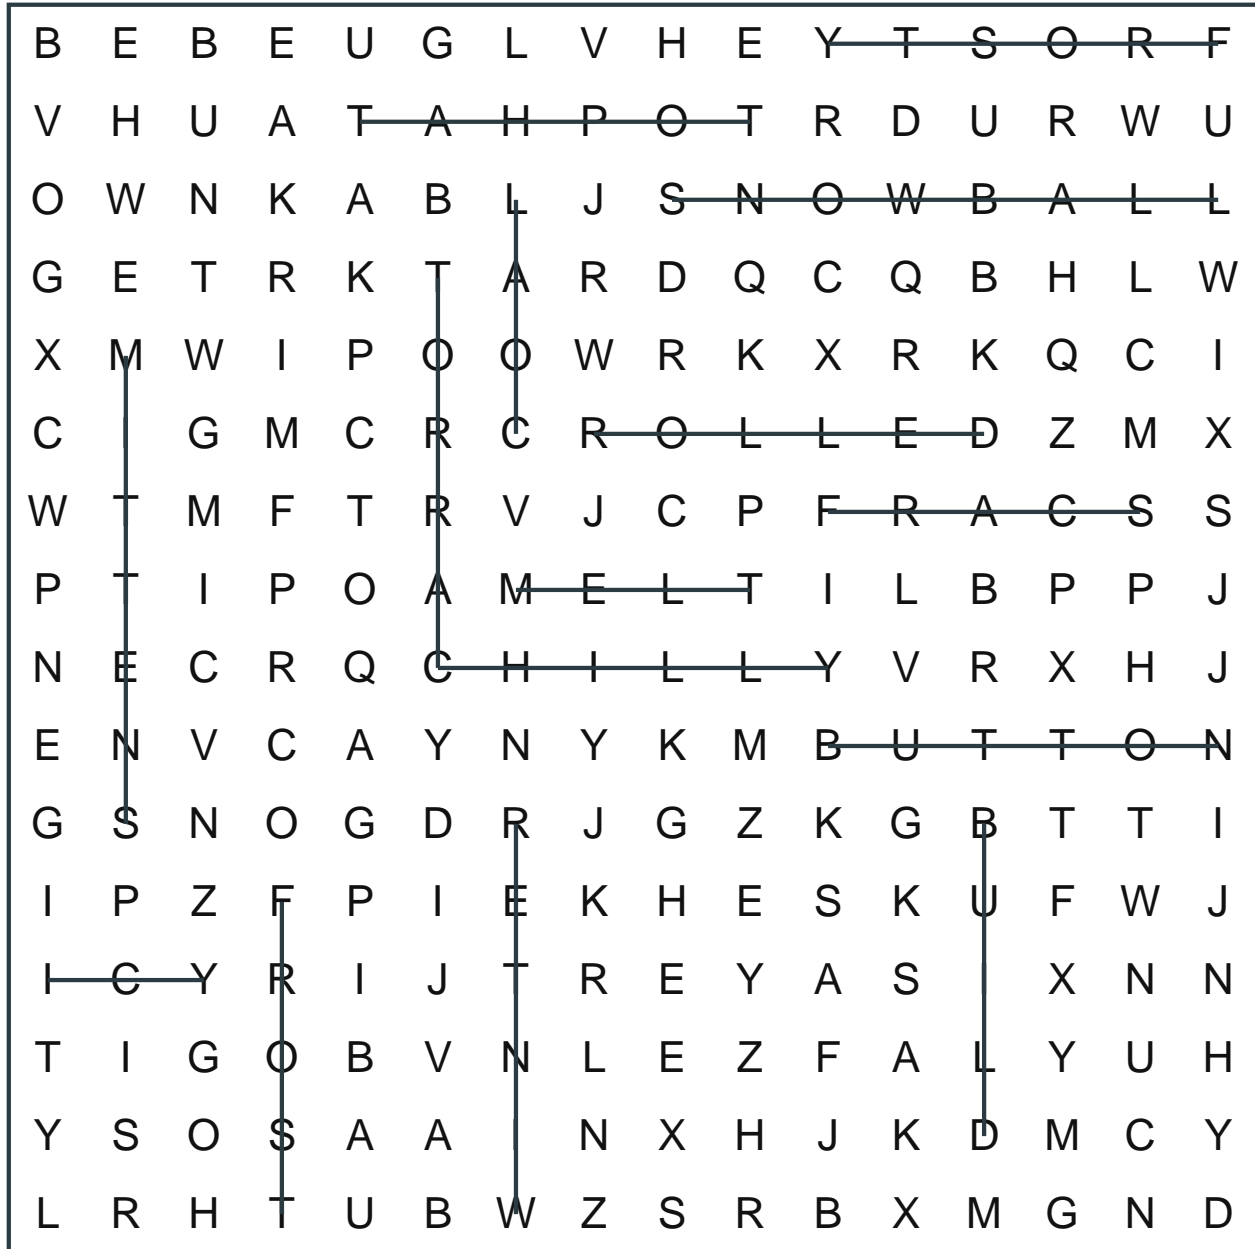 B E B E U G L V H E Y T S O R F
V H U A T A H P O T R D U R W U
O W N K A B L J S N O W B A L L
G E T R K T A R D Q C Q B H L W
X M W I P O O W R K X R K Q C I
C I G M C R C R O L L E D Z M X
W T M F T R V J C P F R A C S S
P T I P O A M E L T I L B P P J
N E C R Q C H I L L Y V R X H J
E N V C A Y N Y K M B U T T O N
G S N O G D R J G Z K G B T T I
I P Z F P I E K H E S K U F W J
I C Y R I J T R E Y A S I X N N
T I G O B V N L E Z F A L Y U H
Y S O S A A I N X H J K D M C Y
L R H T U B W Z S R B X M G N D